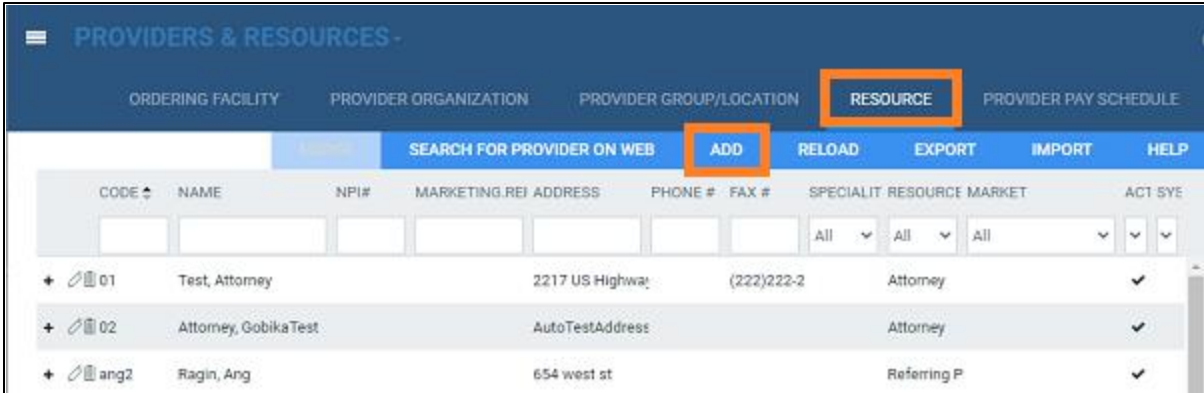 PROVIDERS & RESOURCES
ORDERING FACILITY PROVIDER ORGANIZATION PROVIDER GROUP/LOCATION RESOURCE PROVIDER PAY SCHEDULE
SEARCH FOR PROVIDER ON WEB ADD RELOAD EXPORT IMPORT HELP
CODE NAME NPI# MARKETING.REI ADDRESS PHONE # FAX # SPECIALIT RESOURCE MARKET ACT SYS
All All All
01 Test, Attorney 2217 US Highway (222)222-2 Attorney
02 Attorney, GobikaTest AutoTestAddress Attorney
ang2 Ragin, Ang 654 west st Referring P